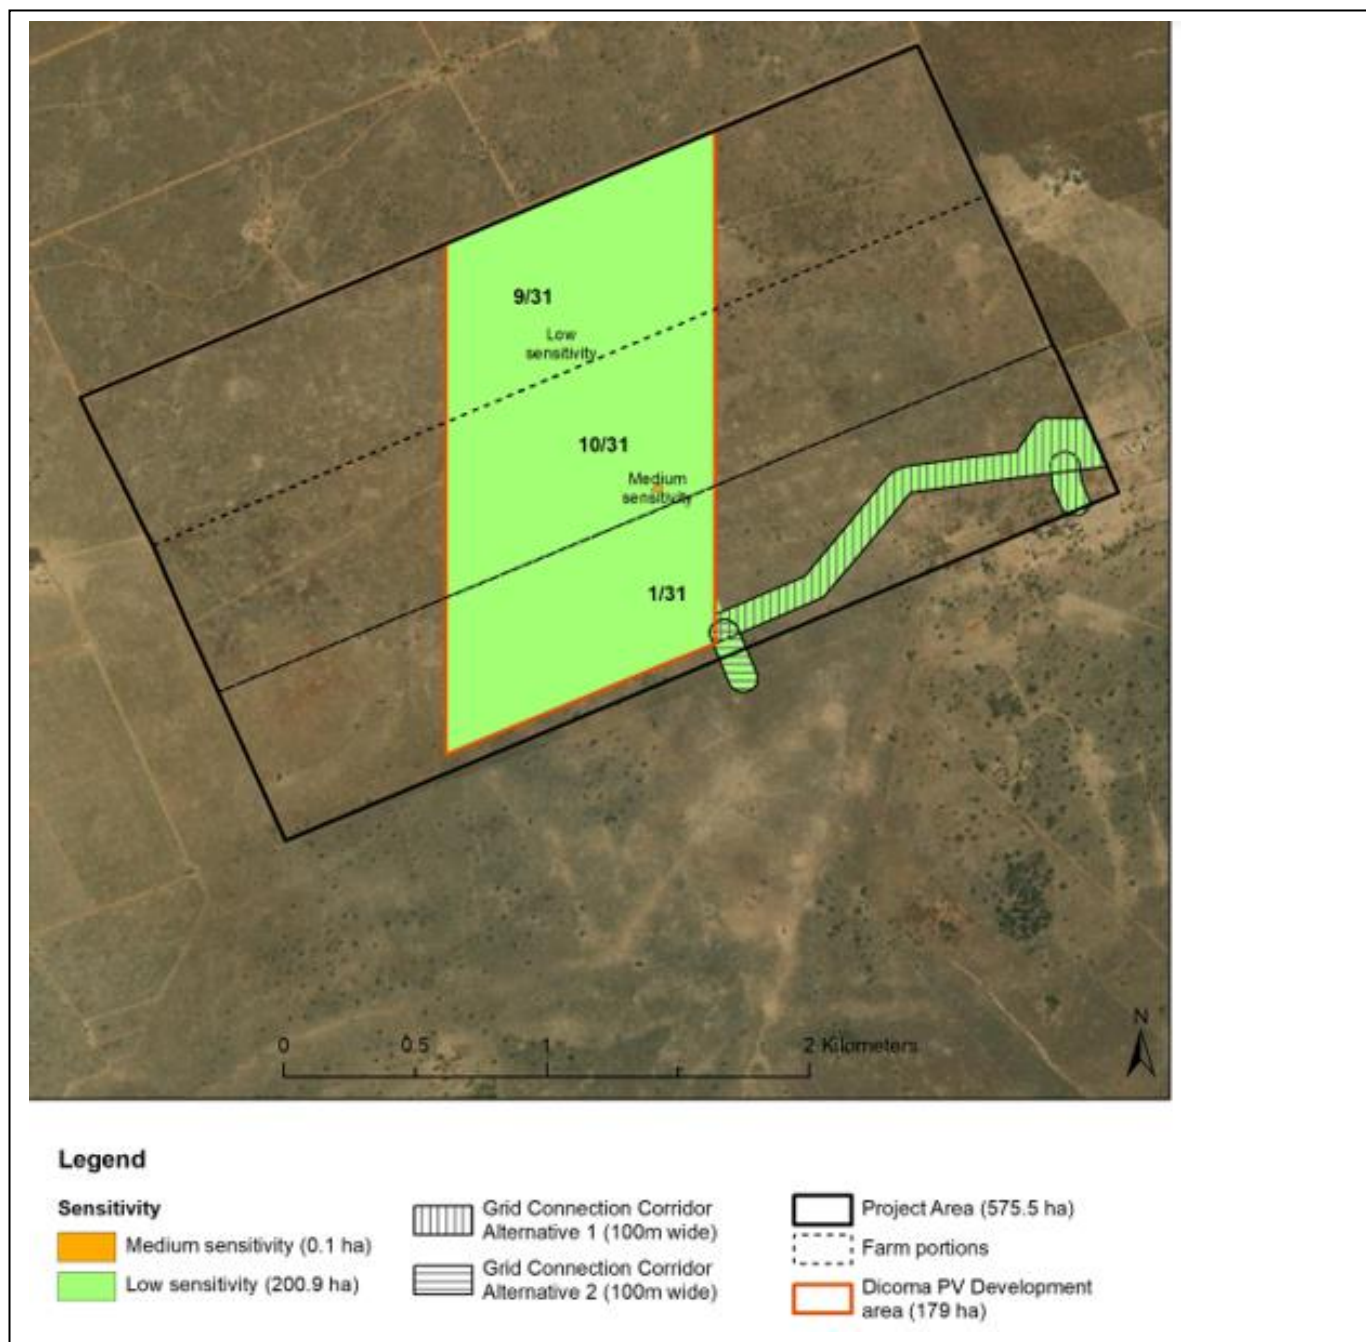 9/31
Low
sensitivity
10/31
Medium
sensitivity
1/31
N
0 0.5 1 2 Kilometers
Legend
Sensitivity
Medium sensitivity (0.1 ha)
Low sensitivity (200.9 ha)
Grid Connection Corridor
Alternative 1 (100m wide)
Grid Connection Corridor
Alternative 2 (100m wide)
Project Area (575.5 ha)
Farm portions
Dicoma PV Development
area (179 ha)